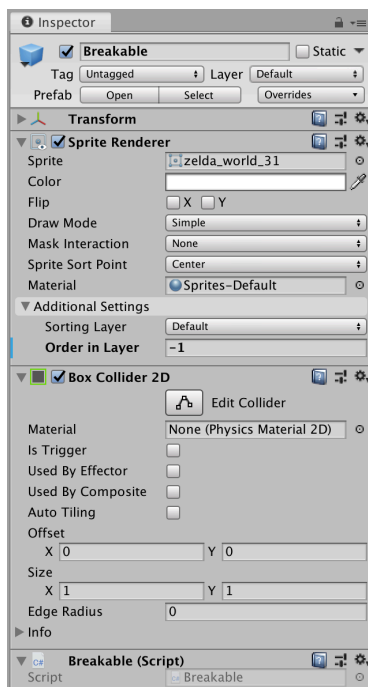 Inspector
Breakable Static
Tag Untagged Layer Default
Prefab Open Select Overrides
Transform
Sprite Renderer
Sprite zelda_world_31
Color
Flip X Y
Draw Mode Simple
Mask Interaction None
Sprite Sort Point Center
Material Sprites-Default
Additional Settings
Sorting Layer Default
Order in Layer -1
Box Collider 2D
Edit Collider
Material None (Physics Material 2D)
Is Trigger
Used By Effector
Used By Composite
Auto Tiling
Offset
X 0 Y 0
Size
X 1 Y 1
Edge Radius 0
Info
C# Breakable (Script)
Script Breakable